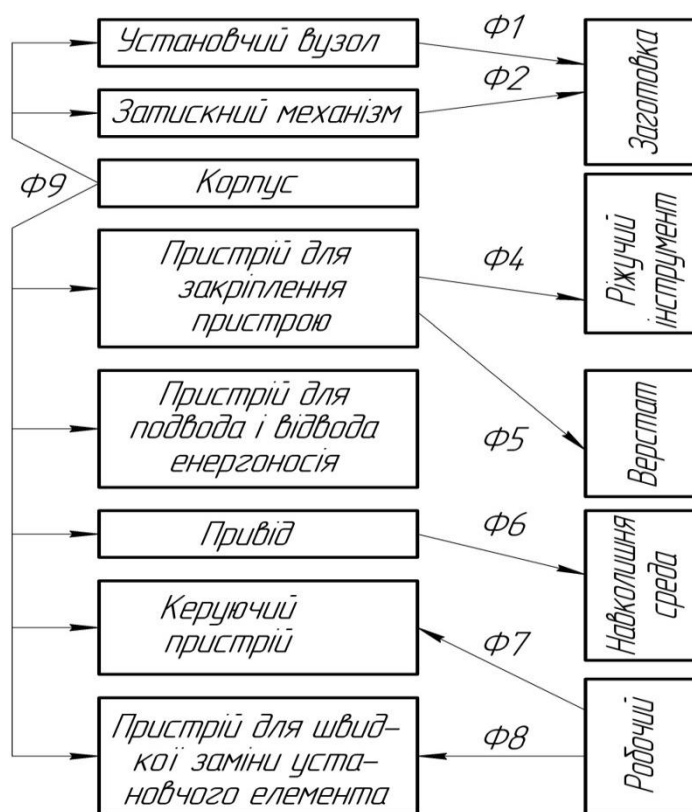 Установчий вузол
Ф1
Затискний механізм
Ф2
Заготовка
Ф9
Корпус
Пристрій для
закріплення
пристрою
Ф4
Ріжучий
інструмент
Пристрій для
подвода і відвода
енергоносія
Ф5
Верстат
Привід
Ф6
Навколишня
среда
Керуючий
пристрій
Ф7
Пристрій для швид–
кої заміни уста–
новчого елемента
Ф8
Робочий